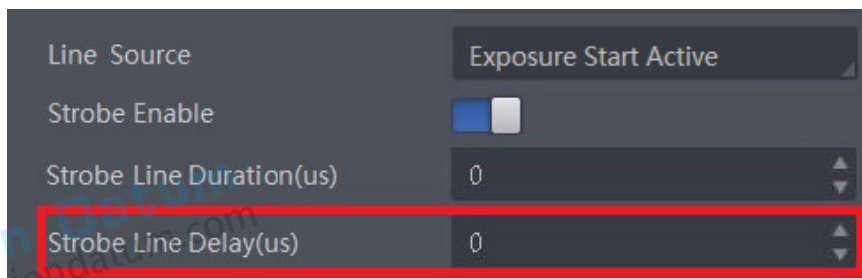 Line Source Exposure Start Active
Strobe Enable
Strobe Line Duration(us) 0
Strobe Line Delay(us) 0